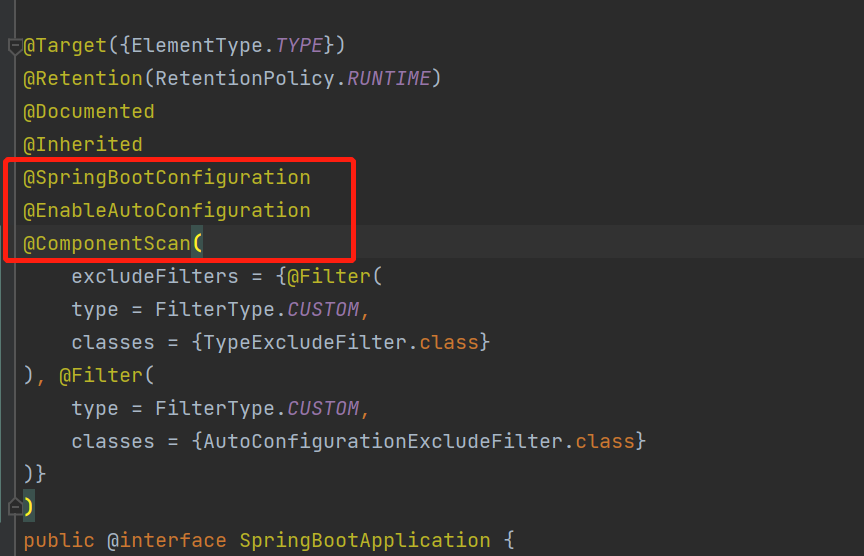 @Target({ElementType.TYPE})
@Retention(RetentionPolicy.RUNTIME)
@Documented
@Inherited
@SpringBootConfiguration
@EnableAutoConfiguration
@ComponentScan(
    excludeFilters = {@Filter(
    type = FilterType.CUSTOM,
    classes = {TypeExcludeFilter.class}
), @Filter(
    type = FilterType.CUSTOM,
    classes = {AutoConfigurationExcludeFilter.class}
)}
)
public @interface SpringBootApplication {